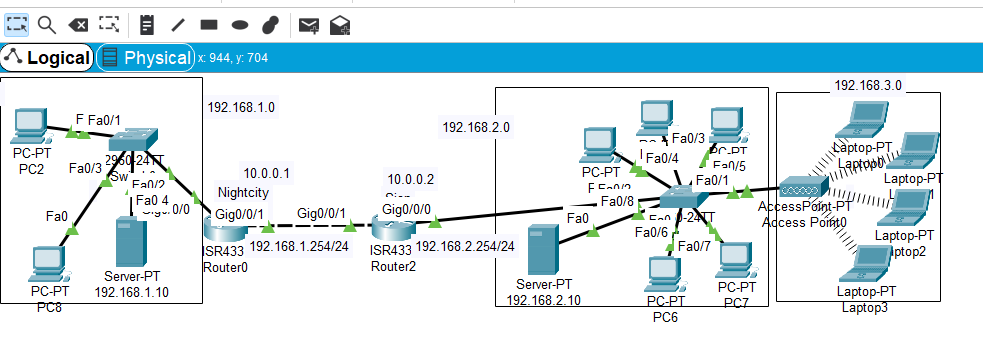 Logical
Physical x: 944, y: 704
192.168.1.0
192.168.2.0
192.168.3.0
Fa0/1
PC-PT
PC2
2960-24TT
Fa0/3
Fa0/2
Fa0 4
Fa0
Server-PT
192.168.1.10
PC-PT
PC8
10.0.0.1
Nightcity
Gig0/0/1
ISR433
Router0
192.168.1.254/24
Gig0/0/1
10.0.0.2
Gig0/0/0
ISR433
Router2
192.168.2.254/24
Fa0/3
Fa0/4
PC-PT
PC-PT
Fa0/5
Fa0/2
Fa0/1
Fa0/8
Fa0
0-24TT
Fa0/6
Fa0/7
Server-PT
192.168.2.10
PC-PT
PC6
PC-PT
PC7
AccessPoint-PT
Access Point0
Laptop-PT
Laptop0
Laptop-PT
Laptop-PT
Laptop-PT
Laptop3